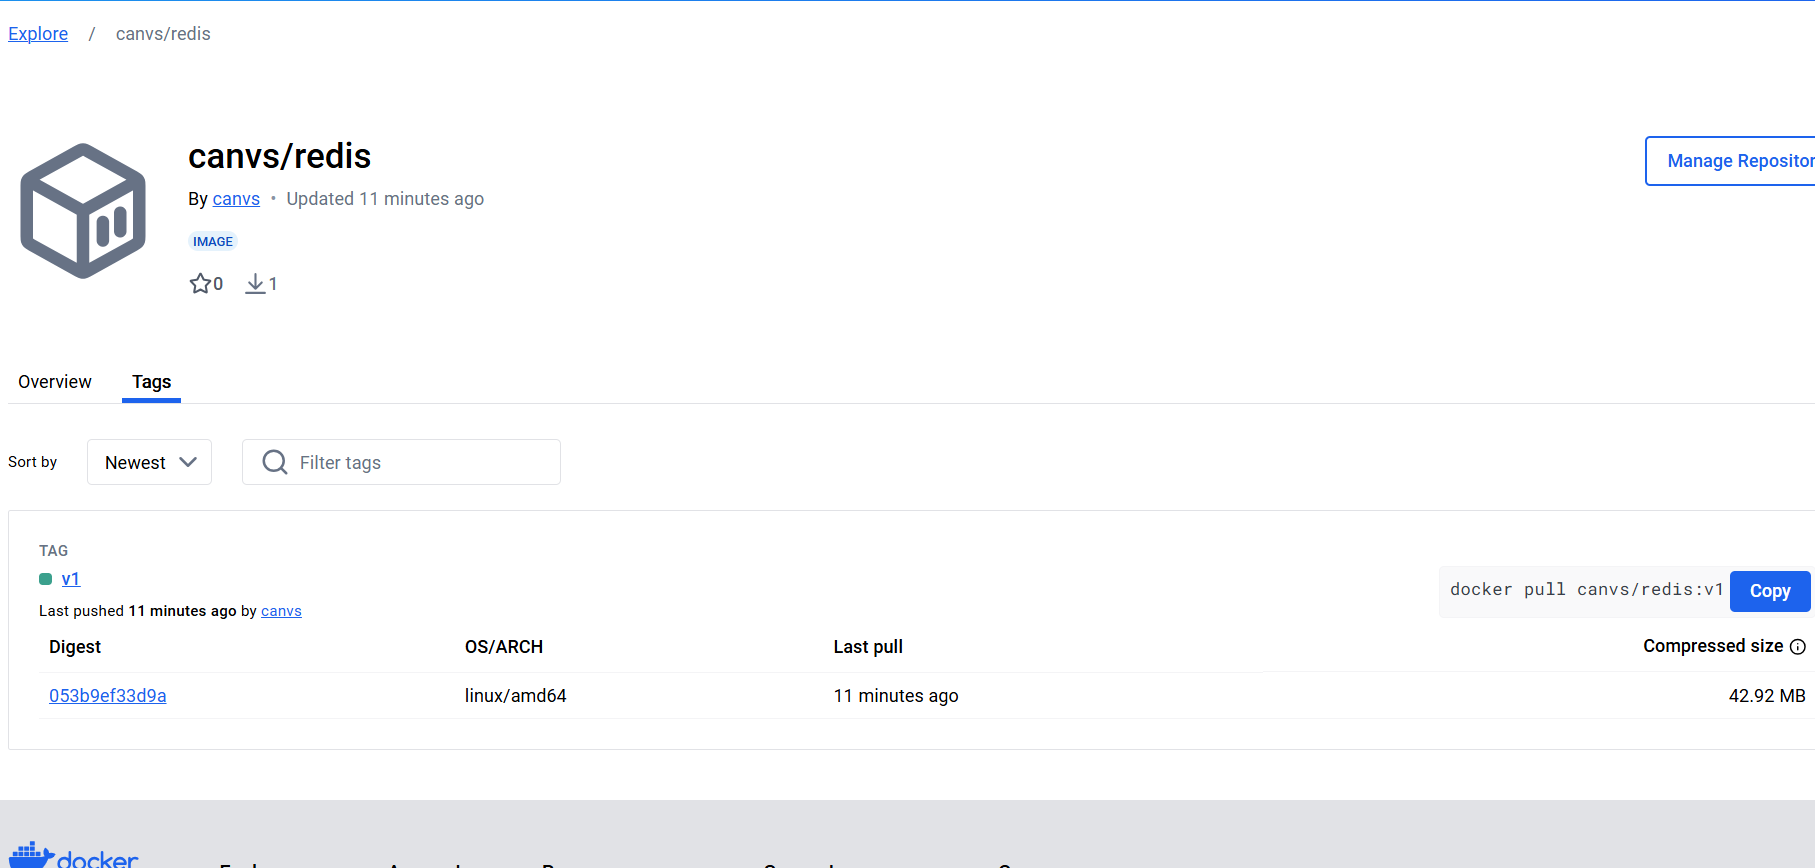 Explore / canvs/redis
canvs/redis
Manage Repositor
By canvs • Updated 11 minutes ago
IMAGE
0 1
Overview Tags
Sort by Newest Filter tags
TAG
v1
docker pull canvs/redis:v1 Copy
Last pushed 11 minutes ago by canvs
Digest OS/ARCH Last pull Compressed size
053b9ef33d9a linux/amd64 11 minutes ago 42.92 MB
docker